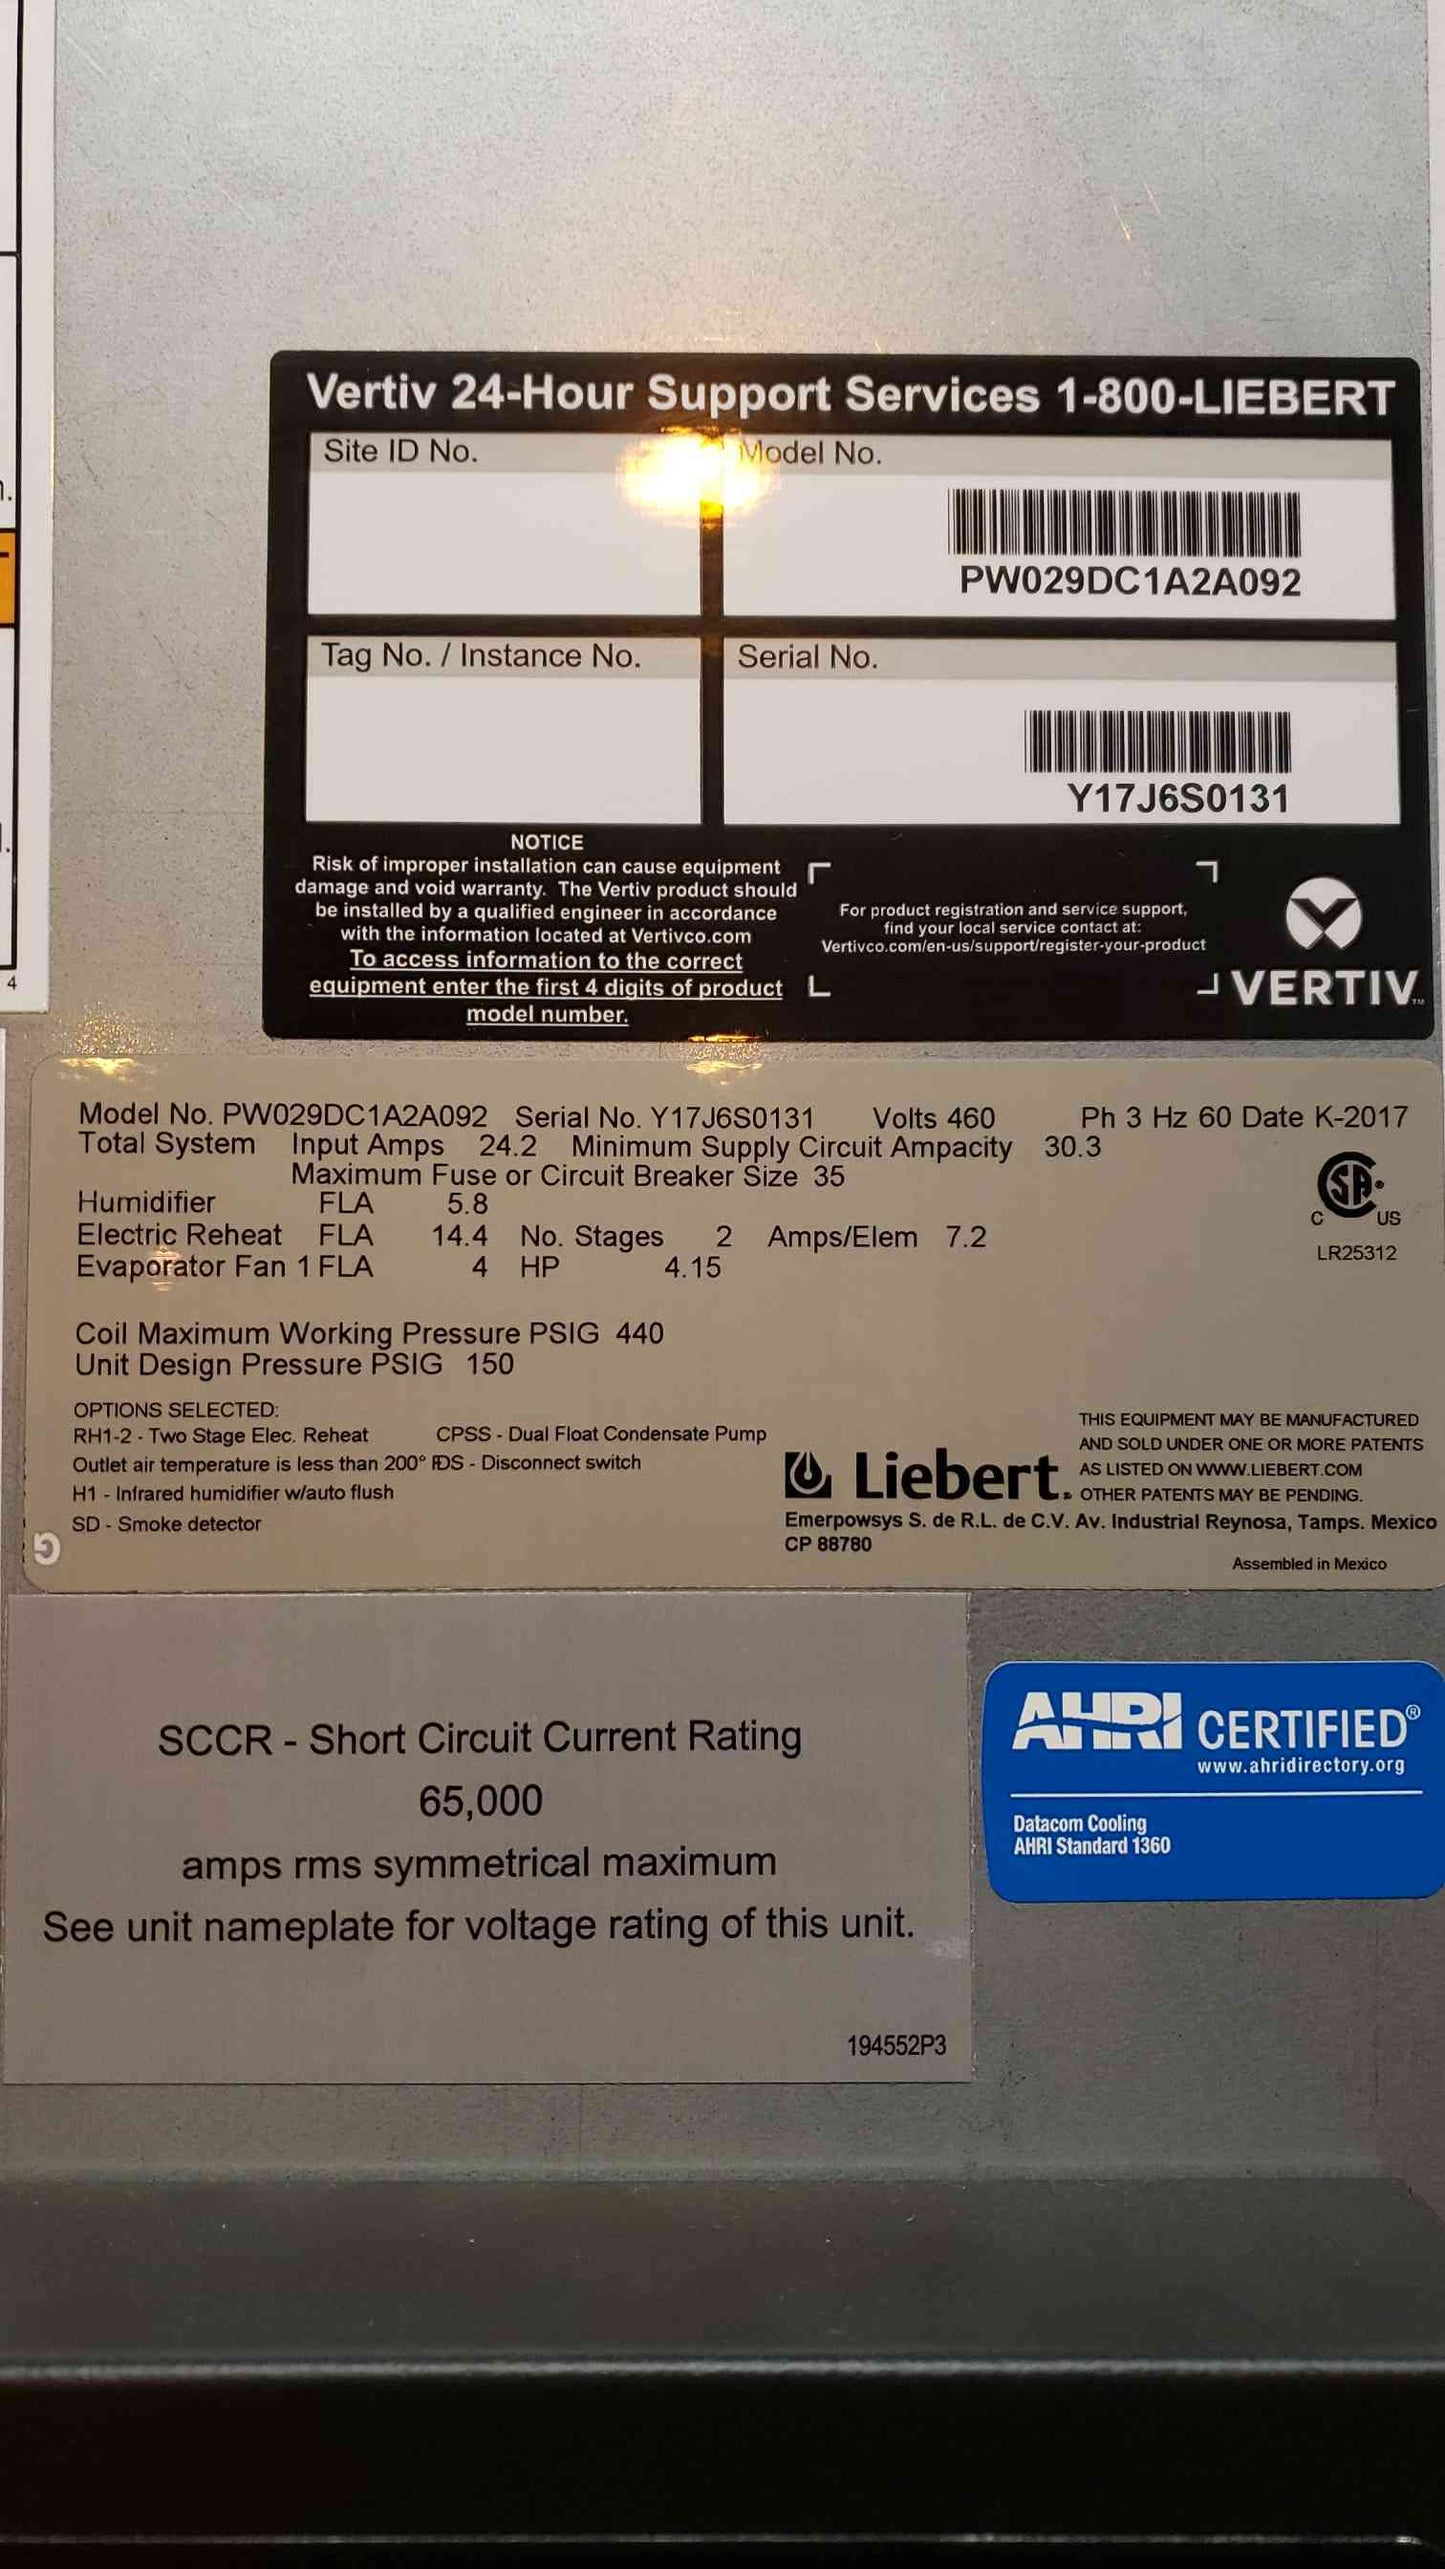 Vertiv 24-Hour Support Services 1-800-LIEBERT
Site ID No.
Model No.
PW029DC1A2A092
Tag No. / Instance No.
Serial No.
Y17J6S0131
NOTICE
Risk of improper installation can cause equipment
damage and void warranty. The Vertiv product should
be installed by a qualified engineer in accordance
with the information located at Vertivco.com
To access information to the correct
equipment enter the first 4 digits of product
model number.
For product registration and service support,
find your local service contact at:
Vertivco.com/en-us/support/register-your-product
VERTIV™
4
Model No. PW029DC1A2A092 Serial No. Y17J6S0131 Volts 460 Ph 3 Hz 60 Date K-2017
Total System Input Amps 24.2 Minimum Supply Circuit Ampacity 30.3
Maximum Fuse or Circuit Breaker Size 35
Humidifier FLA 5.8
Electric Reheat FLA 14.4 No. Stages 2 Amps/Elem 7.2
Evaporator Fan 1 FLA 4 HP 4.15
SA
C US
LR25312
Coil Maximum Working Pressure PSIG 440
Unit Design Pressure PSIG 150
OPTIONS SELECTED:
RH1-2 - Two Stage Elec. Reheat CPSS - Dual Float Condensate Pump
Outlet air temperature is less than 200° FDS - Disconnect switch
H1 - Infrared humidifier w/auto flush
SD - Smoke detector
G
Liebert®
THIS EQUIPMENT MAY BE MANUFACTURED
AND SOLD UNDER ONE OR MORE PATENTS
AS LISTED ON WWW.LIEBERT.COM
OTHER PATENTS MAY BE PENDING.
Emerpowsys S. de R.L. de C.V. Av. Industrial Reynosa, Tamps. Mexico
CP 88780
Assembled in Mexico
SCCR - Short Circuit Current Rating
65,000
amps rms symmetrical maximum
See unit nameplate for voltage rating of this unit.
194552P3
AHRI CERTIFIED®
www.ahridirectory.org
Datacom Cooling
AHRI Standard 1360